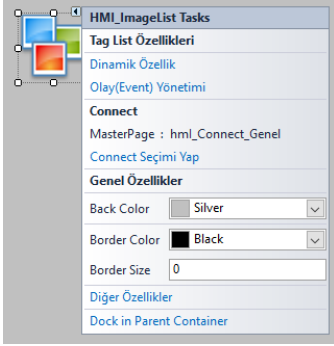 HMI_ImageList Tasks
Tag List Özellikleri
Dinamik Özellik
Olay(Event) Yönetimi
Connect
MasterPage : hml_Connect_Genel
Connect Seçimi Yap
Genel Özellikler
Back Color Silver
Border Color Black
Border Size 0
Diğer Özellikler
Dock in Parent Container